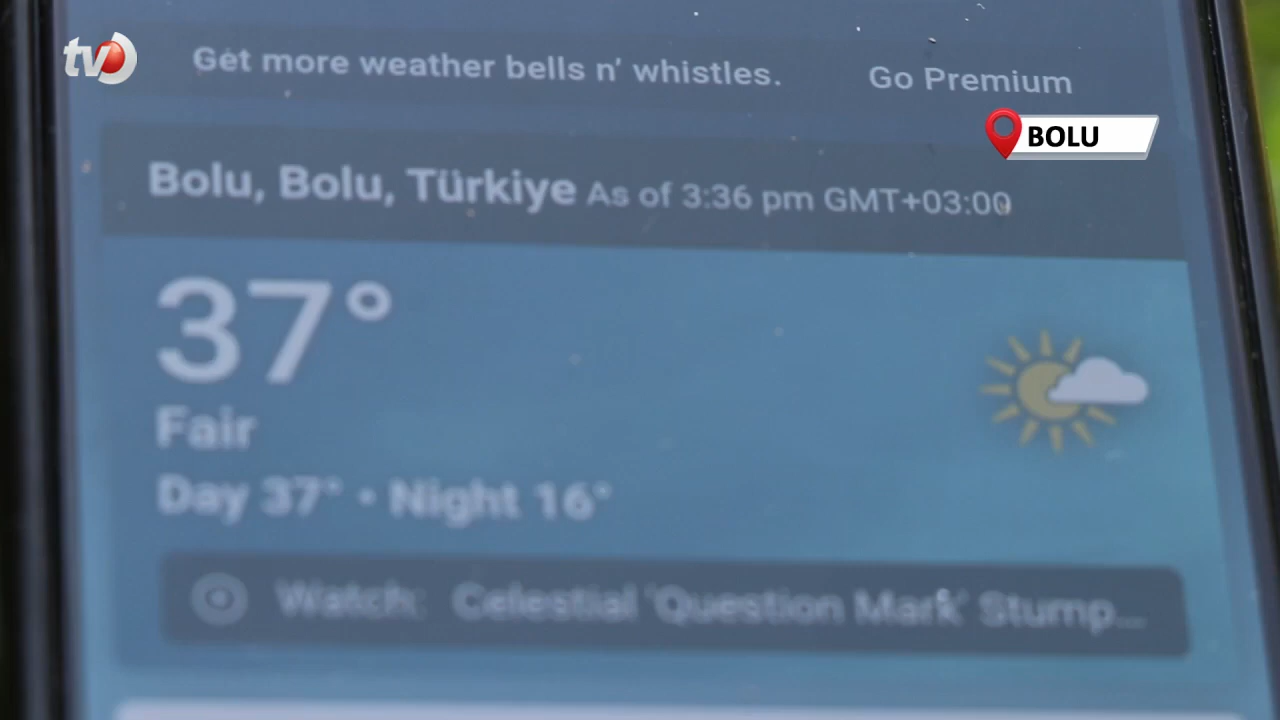 tv
Get more weather bells n' whistles. Go Premium
BOLU
Bolu, Bolu, Türkiye As of 3:36 pm GMT+03:00
37°
Fair
Day 37° • Night 16°
Watch: Celestial 'Question Mark' Stump...